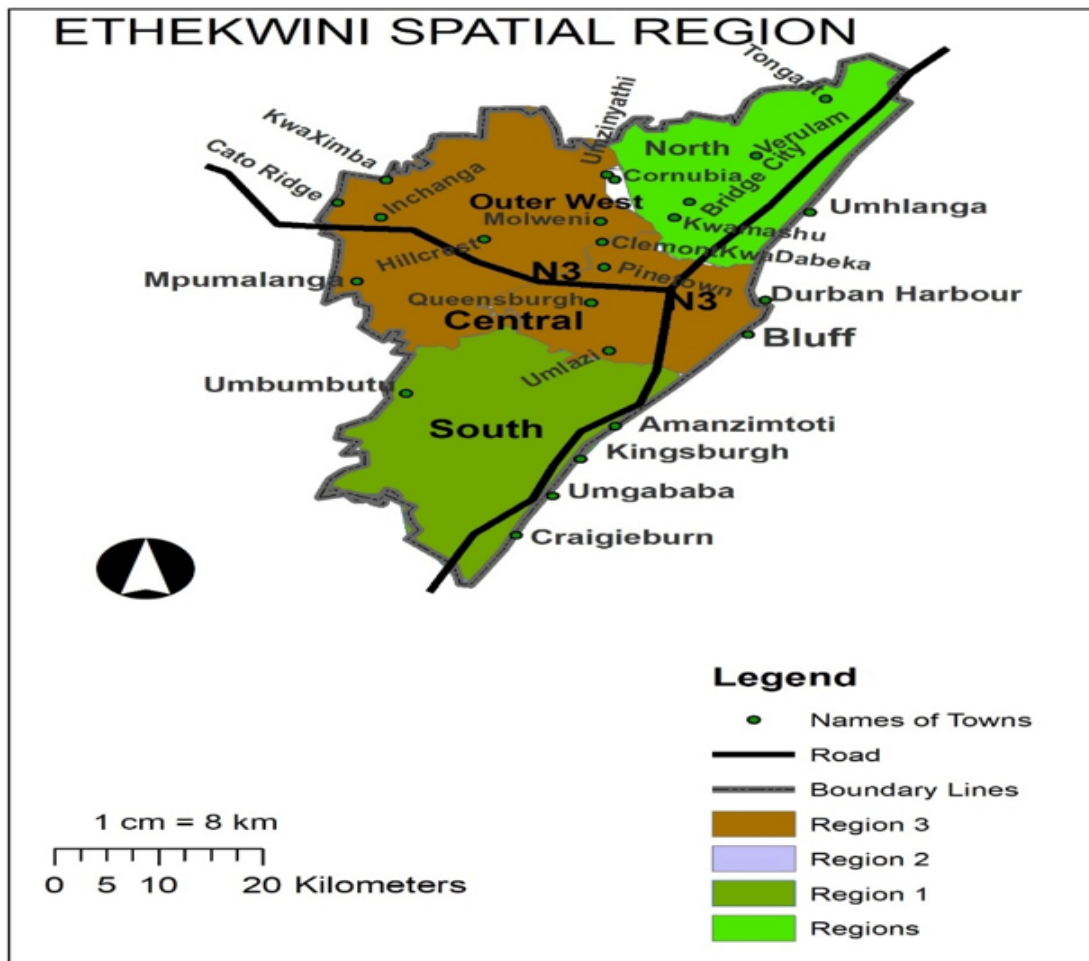 ETHEKWINI SPATIAL REGION
Tongaat
Umzinyathi
KwaXimba
North
Verulam
Cato Ridge
Cornubia
Bridge City
Inchanga
Outer West
Molweni
Kwamashu
Umhlanga
Hillcrest
Clemont
KwaDabeka
Pinetown
Mpumalanga
N3
N3
Queensburgh
Durban Harbour
Central
Bluff
Umlazi
Umbumbutu
South
Amanzimtoti
Kingsburgh
Umgababa
Craigieburn
Legend
Names of Towns
Road
Boundary Lines
Region 3
Region 2
Region 1
Regions
1 cm = 8 km
0 5 10 20 Kilometers